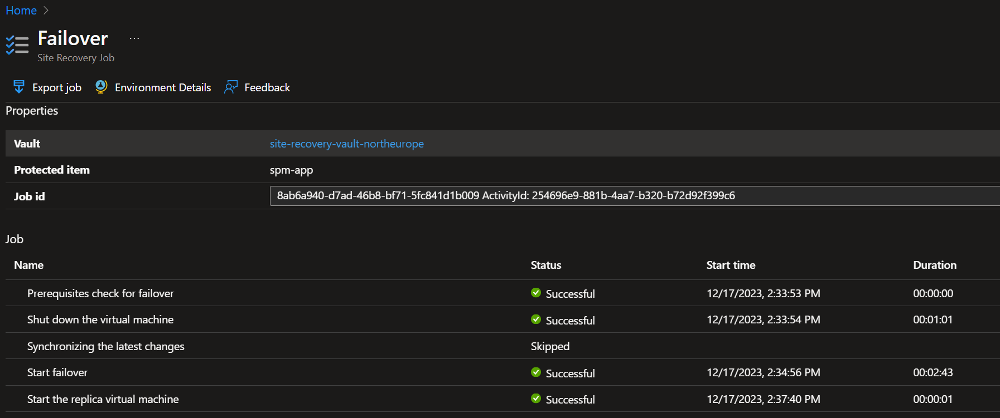 Home >
Failover ...
Site Recovery Job
Export job Environment Details Feedback
Properties
Vault site-recovery-vault-northeurope
Protected item spm-app
Job id 8ab6a940-d7ad-46b8-bf71-5fc841d1b009 ActivityId: 254696e9-881b-4aa7-b320-b72d92f399c6
Job
Name Status Start time Duration
Prerequisites check for failover Successful 12/17/2023, 2:33:53 PM 00:00:00
Shut down the virtual machine Successful 12/17/2023, 2:33:54 PM 00:01:01
Synchronizing the latest changes Skipped
Start failover Successful 12/17/2023, 2:34:56 PM 00:02:43
Start the replica virtual machine Successful 12/17/2023, 2:37:40 PM 00:00:01